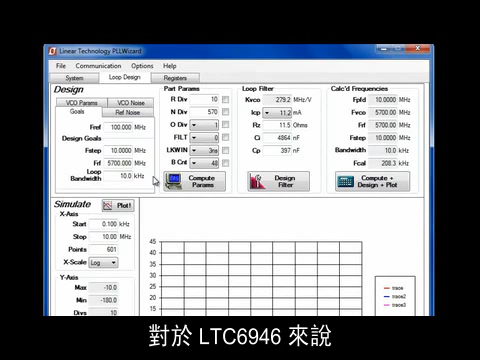 Linear Technology PLLWizard
File Communication Options Help
System Loop Design Registers
Design
VCO Params VCO Noise
Goals Ref Noise
Fref 100.000 MHz
Design Goals
Fstep 10.0000 MHz
Frf 5700.000 MHz
Loop Bandwidth 10.0 kHz
Part Params
R Div 10
N Div 570
O Div 1
FILT 0
LKWIN 3ns
B Cnt 48
Compute Params
Loop Filter
Kvco 279.2 MHz/V
Icp = 11.2 mA
Rz 11.5 Ohms
Ci 4864 nF
Cp 397 nF
Design Filter
Calc'd Frequencies
Fpfd 10.0000 MHz
Fvco 5700.00 MHz
Frf 5700.00 MHz
Fstep 10.0000 MHz
Bandwidth 10.0 kHz
Fcal 208.3 kHz
Compute + Design + Plot
Simulate Plot!
X-Axis
Start 0.100 kHz
Stop 10.00 MHz
Points 601
X-Scale Log
Y-Axis
Max -10.0
Min -180.0
Divs 10
45
40
35
30
25
20
15
trace
trace2
trace3
對於 LTC6946 來說